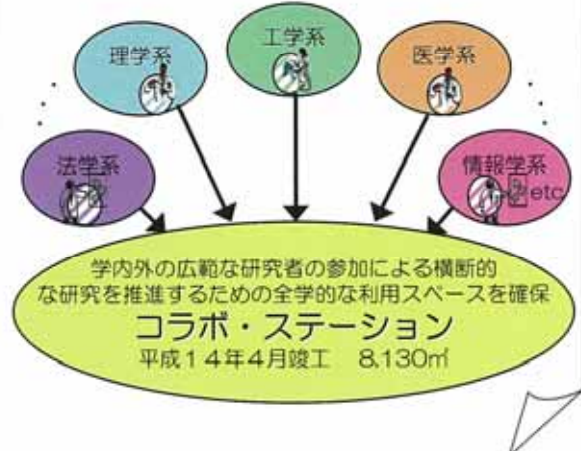 工学系
理学系
医学系
法学系
情報学系
etc
学内外の広範な研究者の参加による横断的
な研究を推進するための全学的な利用スペースを確保
コラボ・ステーション
平成14年4月竣工 8,130㎡